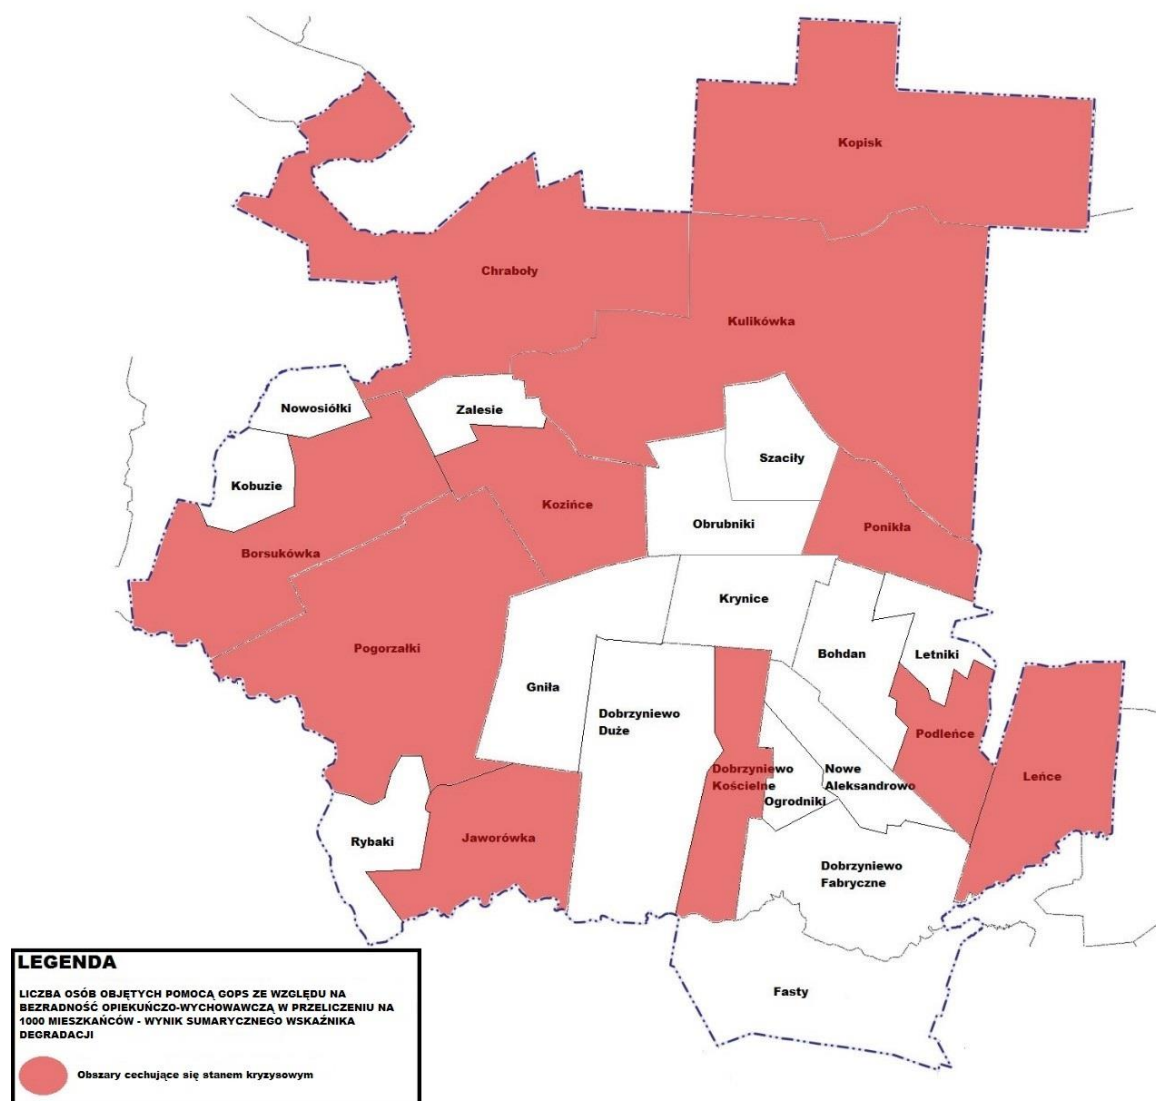 Kopisk
Chraboły
Kulikówka
Nowosiółki
Zalesie
Szaciły
Kobuzie
Kozińce
Obrubniki
Ponikła
Borsukówka
Krynice
Pogorzałki
Bohdan
Letniki
Gniła
Dobrzyniewo
Duże
Podleńce
Dobrzyniewo
Kościelne
Nowe
Aleksandrowo
Leńce
Ogrodniki
Rybaki
Jaworówka
Dobrzyniewo
Fabryczne
Fasty
LEGENDA
LICZBA OSÓB OBJĘTYCH POMOCĄ GOPS ZE WZGLĘDU NA
BEZRADNOŚĆ OPIEKUŃCZO-WYCHOWAWCZĄ W PRZELICZENIU NA
1000 MIESZKAŃCÓW - WYNIK SUMARYCZNEGO WSKAŹNIKA
DEGRADACJI
Obszary cechujące się stanem kryzysowym